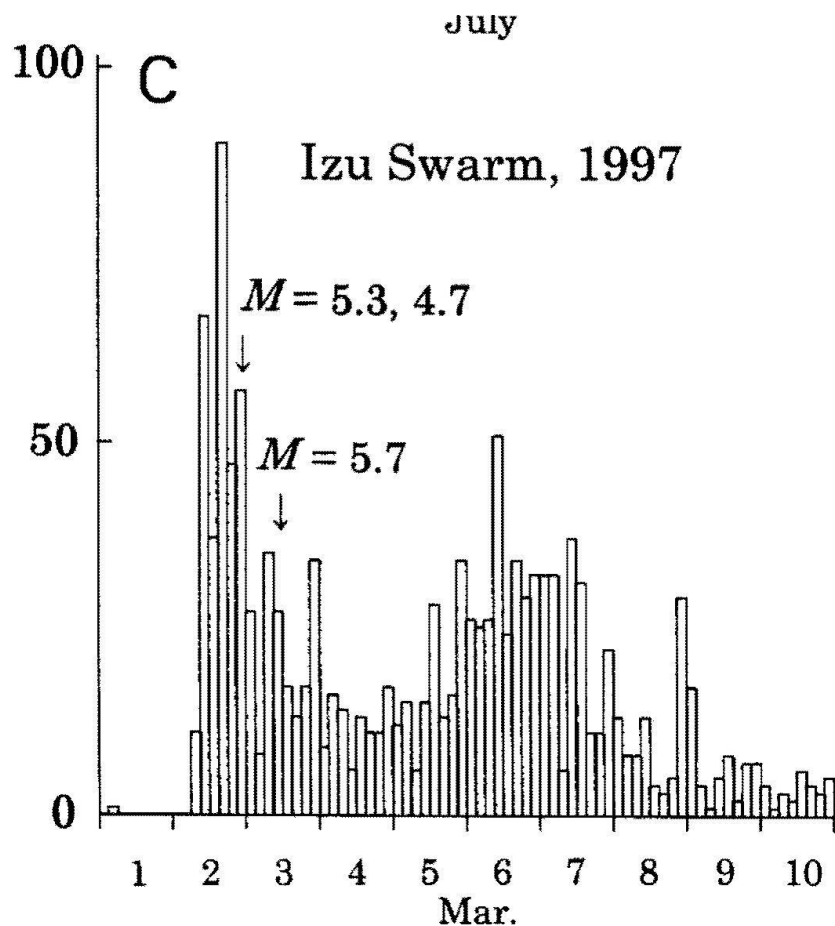 July
100
C
Izu Swarm, 1997
M = 5.3, 4.7
↓
50
M = 5.7
↓
0
1 2 3 4 5 6 7 8 9 10
Mar.